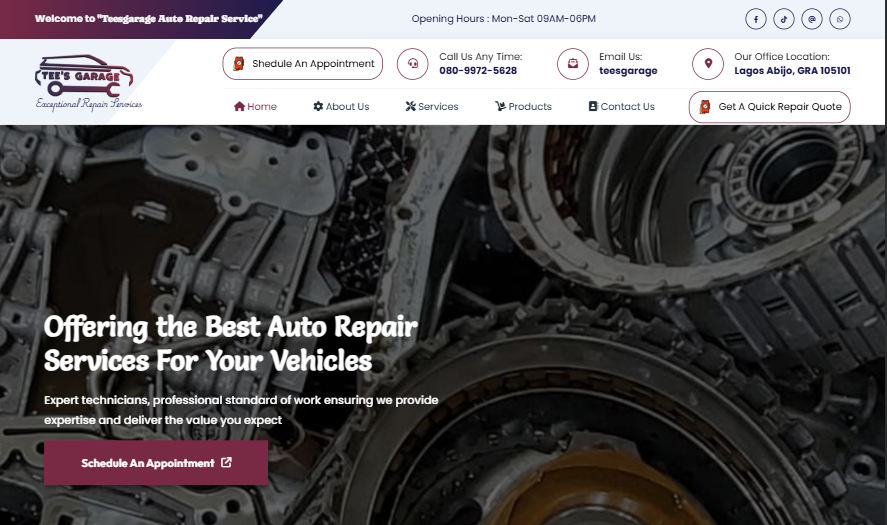 Welcome to "Teesgarage Auto Repair Service"
Opening Hours : Mon-Sat 09AM-06PM
TEE'S GARAGE
Exceptional Repair Services
Shedule An Appointment
Call Us Any Time:
080-9972-5628
Email Us:
teesgarage
Our Office Location:
Lagos Abijo, GRA 105101
Home
About Us
Services
Products
Contact Us
Get A Quick Repair Quote
Offering the Best Auto Repair
Services For Your Vehicles
Expert technicians, professional standard of work ensuring we provide
expertise and deliver the value you expect
Schedule An Appointment